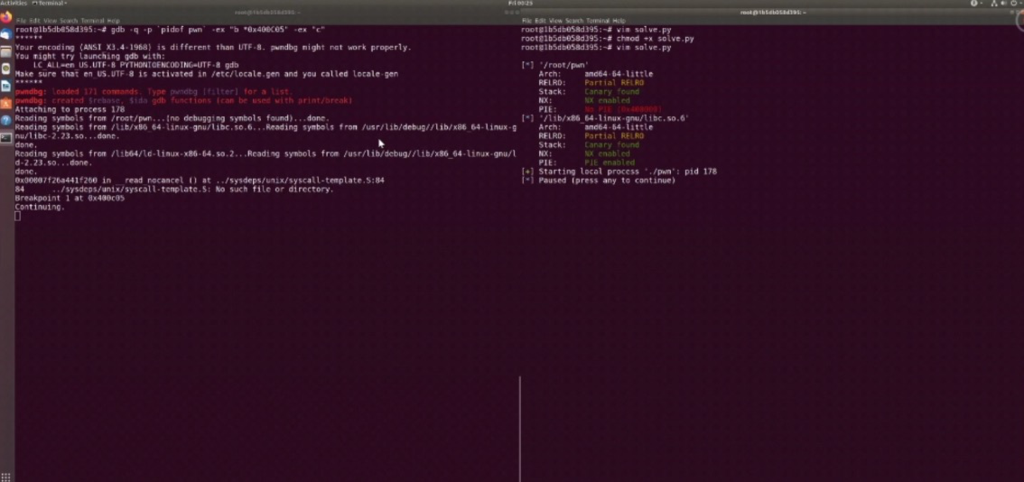 Activities
Terminal
Fri 00:25
root@1b5db058d395: ~
File Edit View Search Terminal Help
root@1b5db058d395:~# gdb -q -p `pidof pwn` -ex "b *0x400C05" -ex "c"
******
Your encoding (ANSI_X3.4-1968) is different than UTF-8. pwndbg might not work properly.
You might try launching gdb with:
LC_ALL=en_US.UTF-8 PYTHONIOENCODING=UTF-8 gdb
Make sure that en_US.UTF-8 is activated in /etc/locale.gen and you called locale-gen
******
pwndbg: loaded 171 commands. Type pwndbg [filter] for a list.
pwndbg: created $rebase, $ida gdb functions (can be used with print/break)
Attaching to process 178
Reading symbols from /root/pwn...(no debugging symbols found)...done.
Reading symbols from /lib/x86_64-linux-gnu/libc.so.6...Reading symbols from /usr/lib/debug//lib/x86_64-linux-g
nu/libc-2.23.so...done.
done.
Reading symbols from /lib64/ld-linux-x86-64.so.2...Reading symbols from /usr/lib/debug//lib/x86_64-linux-gnu/l
d-2.23.so...done.
done.
0x00007f26a441f260 in __read_nocancel () at ../sysdeps/unix/syscall-template.S:84
84 ../sysdeps/unix/syscall-template.S: No such file or directory.
Breakpoint 1 at 0x400c05
Continuing.
root@1b5db058d395: ~
File Edit View Search Terminal Help
root@1b5db058d395:~# vim solve.py
root@1b5db058d395:~# chmod +x solve.py
root@1b5db058d395:~# vim solve.py
[*] '/root/pwn'
Arch: amd64-64-little
RELRO: Partial RELRO
Stack: Canary found
NX: NX enabled
PIE: No PIE (0x400000)
[*] '/lib/x86_64-linux-gnu/libc.so.6'
Arch: amd64-64-little
RELRO: Partial RELRO
Stack: Canary found
NX: NX enabled
PIE: PIE enabled
[+] Starting local process './pwn': pid 178
[*] Paused (press any to continue)